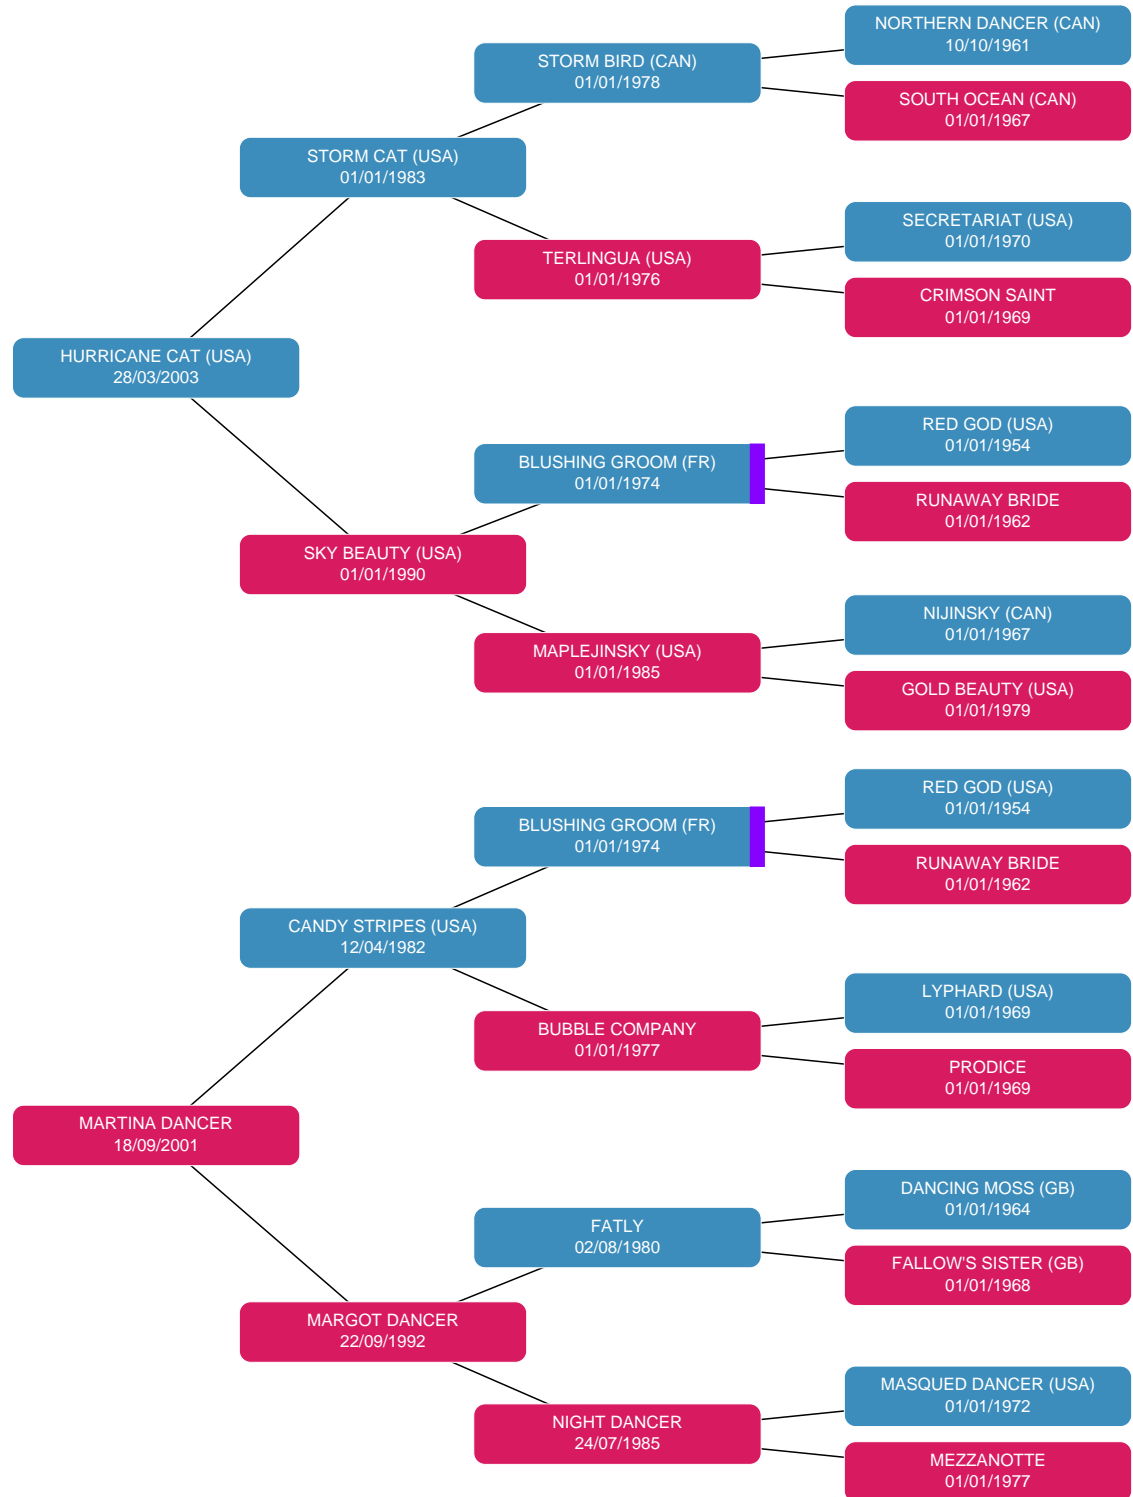 NORTHERN DANCER (CAN)
10/10/1961
STORM BIRD (CAN)
01/01/1978
SOUTH OCEAN (CAN)
01/01/1967
STORM CAT (USA)
01/01/1983
SECRETARIAT (USA)
01/01/1970
TERLINGUA (USA)
01/01/1976
CRIMSON SAINT
01/01/1969
HURRICANE CAT (USA)
28/03/2003
RED GOD (USA)
01/01/1954
BLUSHING GROOM (FR)
01/01/1974
RUNAWAY BRIDE
01/01/1962
SKY BEAUTY (USA)
01/01/1990
NIJINSKY (CAN)
01/01/1967
MAPLEJINSKY (USA)
01/01/1985
GOLD BEAUTY (USA)
01/01/1979
RED GOD (USA)
01/01/1954
BLUSHING GROOM (FR)
01/01/1974
RUNAWAY BRIDE
01/01/1962
CANDY STRIPES (USA)
12/04/1982
LYPHARD (USA)
01/01/1969
BUBBLE COMPANY
01/01/1977
PRODICE
01/01/1969
MARTINA DANCER
18/09/2001
DANCING MOSS (GB)
01/01/1964
FATLY
02/08/1980
FALLOW'S SISTER (GB)
01/01/1968
MARGOT DANCER
22/09/1992
MASQUED DANCER (USA)
01/01/1972
NIGHT DANCER
24/07/1985
MEZZANOTTE
01/01/1977